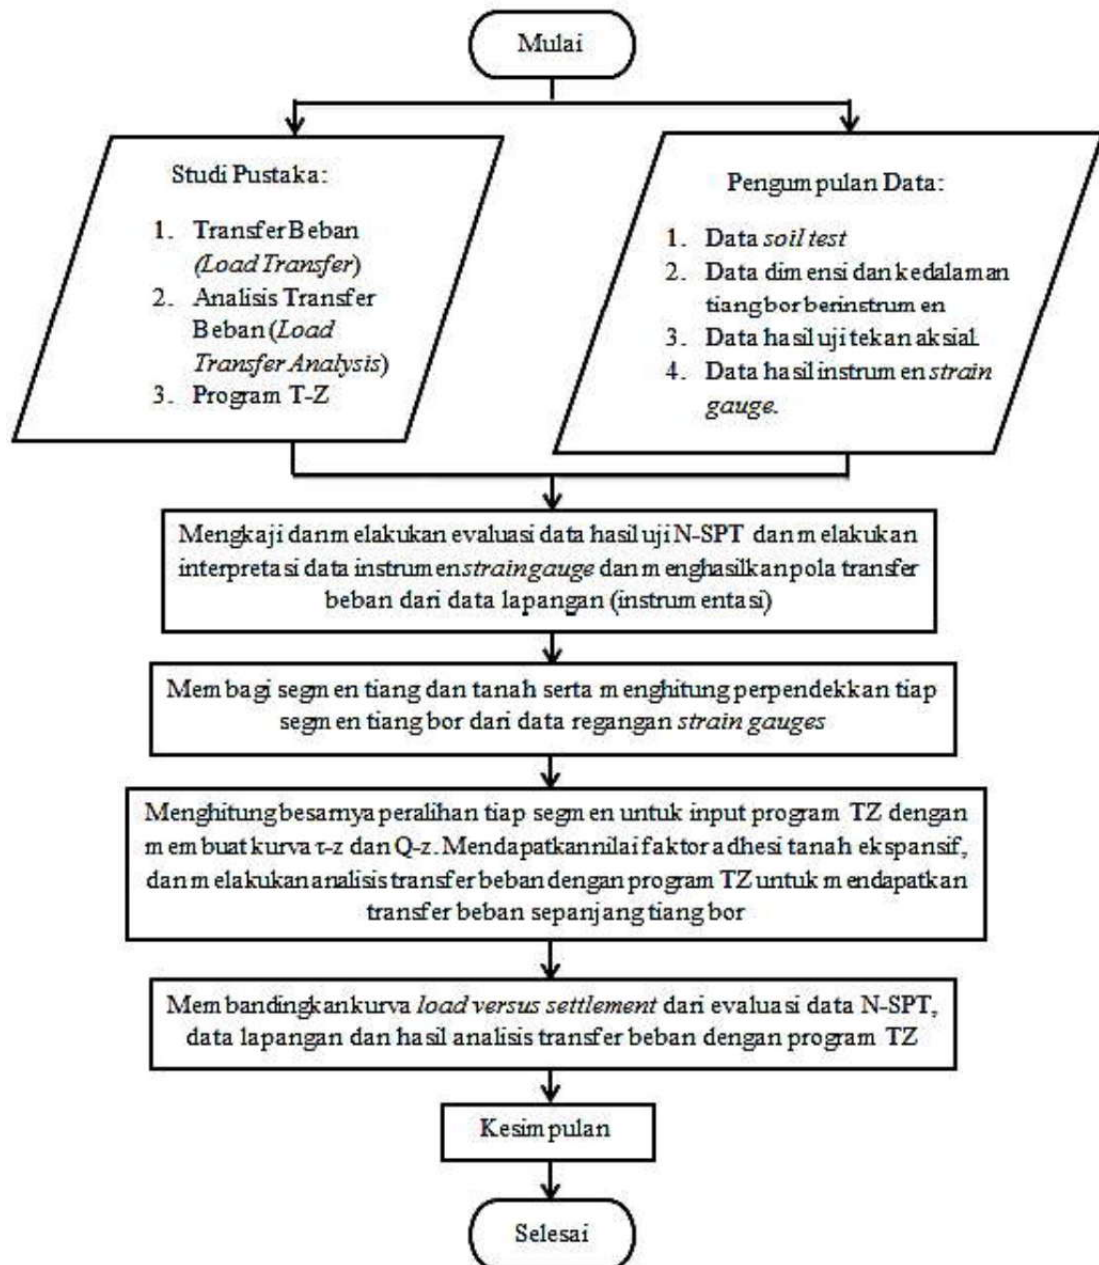 Mulai
Studi Pustaka:
1. Transfer Beban
(Load Transfer)
2. Analisis Transfer
Beban (Load
Transfer Analysis)
3. Program T-Z
Pengumpulan Data:
1. Data soil test
2. Data dimensi dan kedalaman
tiang bor berinstrumen
3. Data hasil uji tekan aksial.
4. Data hasil instrumen strain
gauge.
Mengkaji dan melakukan evaluasi data hasil uji N-SPT dan melakukan
interpretasi data instrumen strain gauge dan menghasilkan pola transfer
beban dari data lapangan (instrumentasi)
Membagi segmen tiang dan tanah serta menghitung perpendekkan tiap
segmen tiang bor dari data regangan strain gauges
Menghitung besarnya peralihan tiap segmen untuk input program TZ dengan
membuat kurva τ-z dan Q-z. Mendapatkan nilai faktor adhesi tanah ekspansif,
dan melakukan analisis transfer beban dengan program TZ untuk mendapatkan
transfer beban sepanjang tiang bor
Membandingkan kurva load versus settlement dari evaluasi data N-SPT,
data lapangan dan hasil analisis transfer beban dengan program TZ
Kesimpulan
Selesai